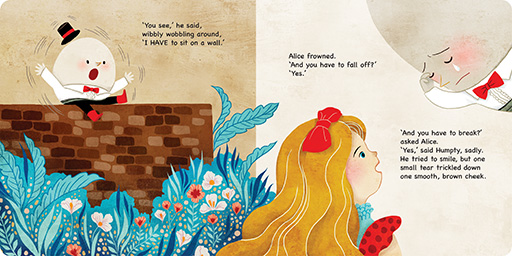 'You see,' he said,
wibbly wobbling around,
'I HAVE to sit on a wall.'
Alice frowned.
'And you have to fall off?'
'Yes.'
'And you have to break?'
asked Alice.
'Yes,' said Humpty, sadly.
He tried to smile, but one
small tear trickled down
one smooth, brown cheek.